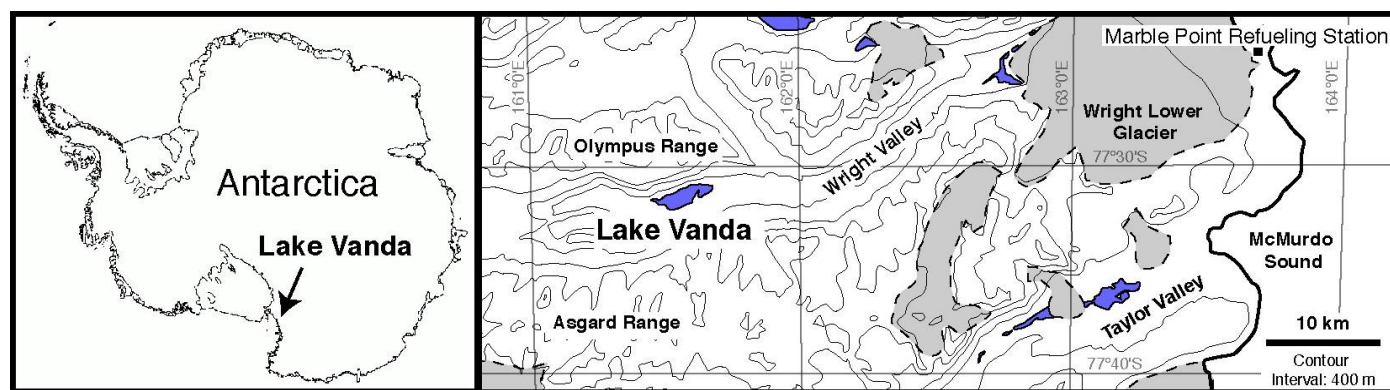 Antarctica
Lake Vanda
Marble Point Refueling Station
161°0'E
162°0'E
163°0'E
164°0'E
Wright Lower
Glacier
Olympus Range
Wright Valley
77°30'S
Lake Vanda
McMurdo
Sound
Asgard Range
Taylor Valley
10 km
77°40'S
Contour
Interval: 400 m